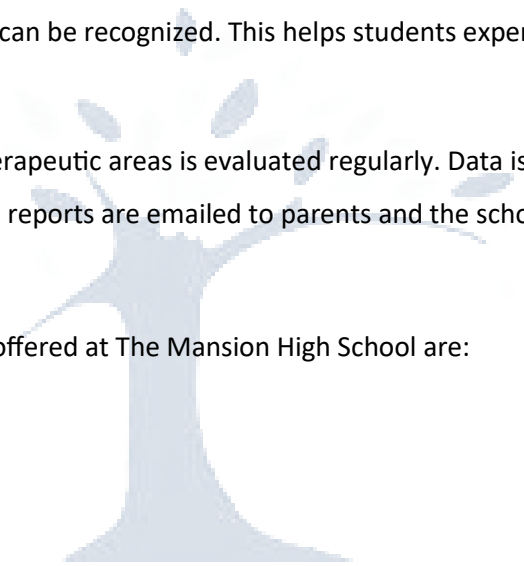 can be recognized. This helps students exper
erapeutic areas is evaluated regularly. Data is
reports are emailed to parents and the scho
offered at The Mansion High School are: